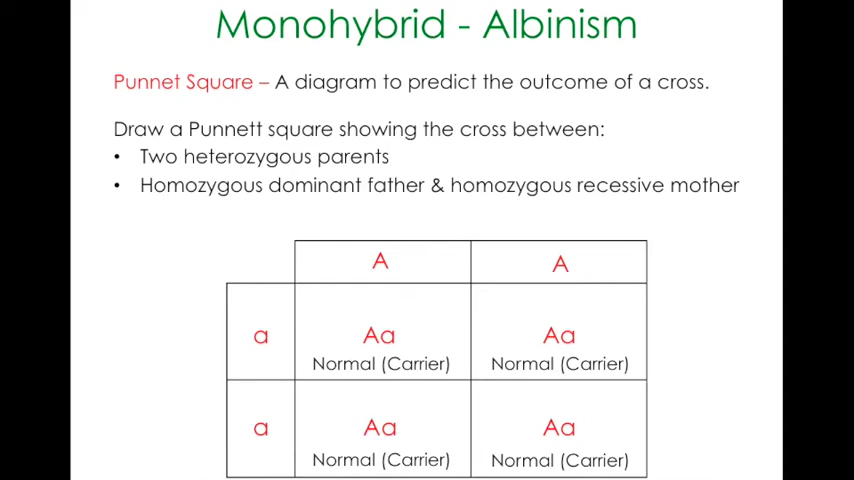 Monohybrid - Albinism
Punnet Square – A diagram to predict the outcome of a cross.
Draw a Punnett square showing the cross between:
• Two heterozygous parents
• Homozygous dominant father & homozygous recessive mother
A A
a Aa Aa
Normal (Carrier) Normal (Carrier)
a Aa Aa
Normal (Carrier) Normal (Carrier)